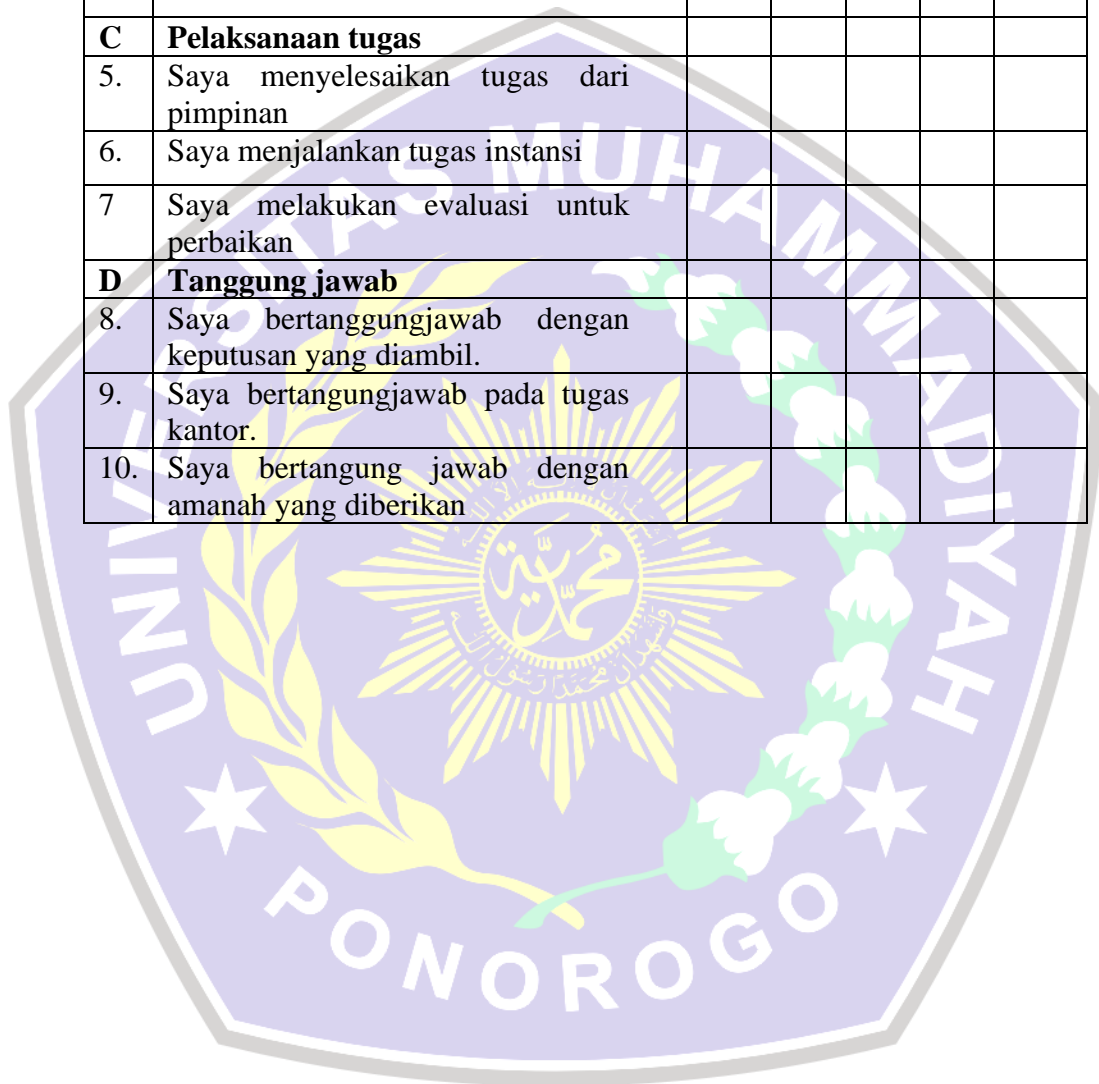 C Pelaksanaan tugas
5. Saya menyelesaikan tugas dari
pimpinan
6. Saya menjalankan tugas instansi
7 Saya melakukan evaluasi untuk
perbaikan
D Tanggung jawab
8. Saya bertanggungjawab dengan
keputusan yang diambil.
9. Saya bertangungjawab pada tugas
kantor.
10. Saya bertangung jawab dengan
amanah yang diberikan
UNIVERSITAS MUHAMMADIYAH
PONOROGO
محمدية